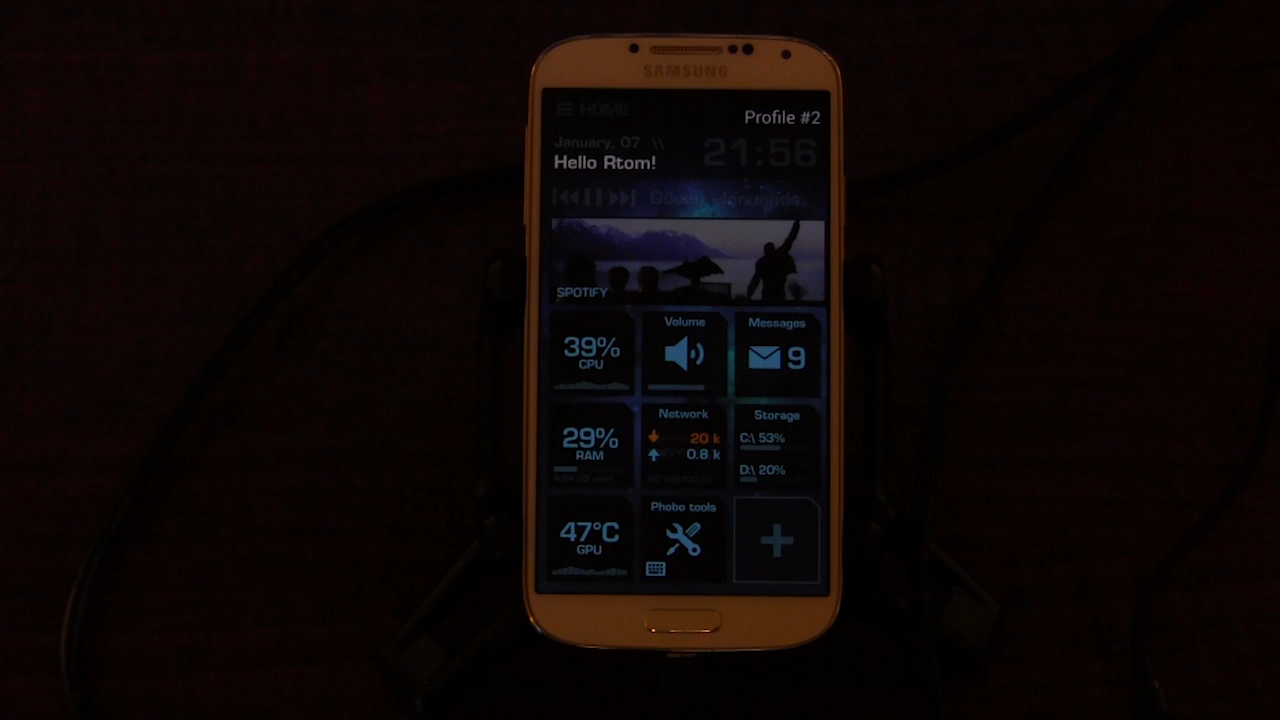 SAMSUNG
HOME
Profile #2
January, 07 \\
21:56
Hello Rtom!
SPOTIFY
39%
CPU
Volume
Messages
9
29%
RAM
Network
20 k
0.8 k
Storage
C:\ 53%
D:\ 20%
47°C
GPU
Phobo tools
+